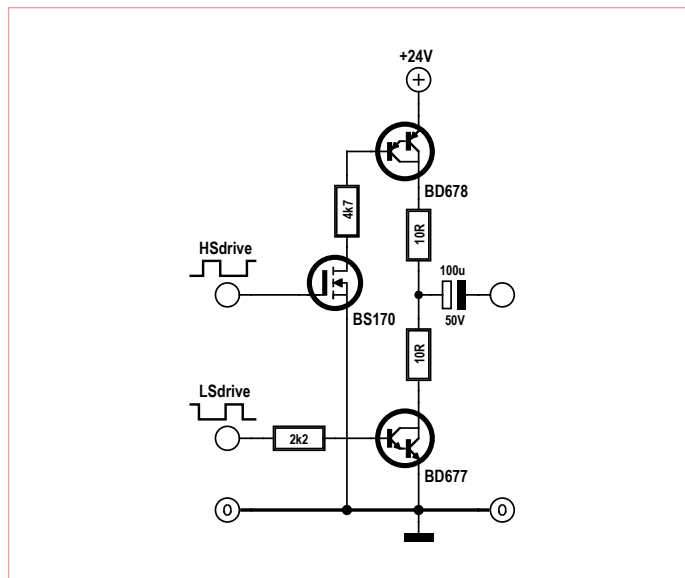 +24V
BD678
4k7
10R
HSdrive
100u
50V
BS170
10R
LSdrive
2k2
BD677
0
0